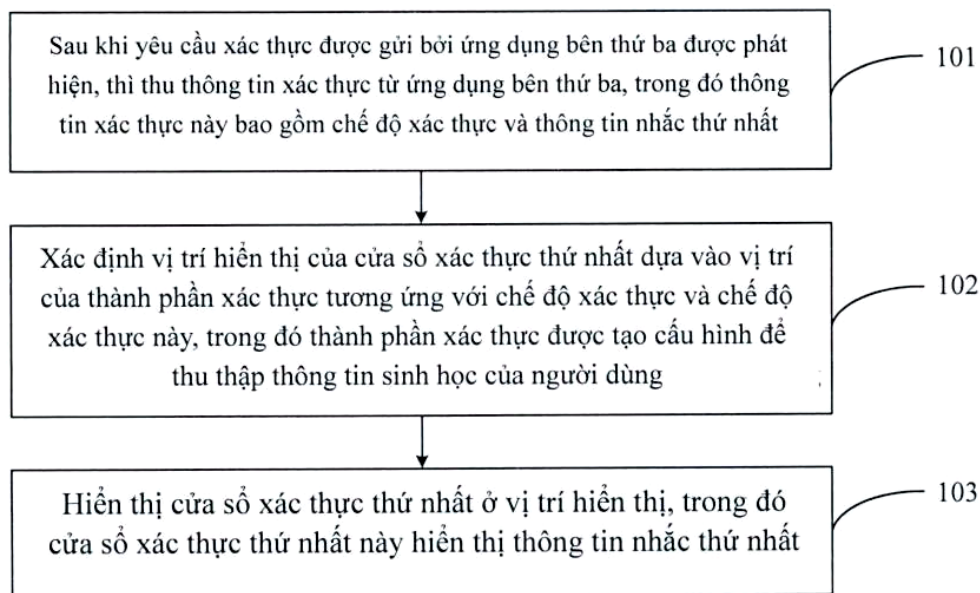 Sau khi yêu cầu xác thực được gửi bởi ứng dụng bên thứ ba được phát
hiện, thì thu thông tin xác thực từ ứng dụng bên thứ ba, trong đó thông
tin xác thực này bao gồm chế độ xác thực và thông tin nhắc thứ nhất
101
Xác định vị trí hiển thị của cửa sổ xác thực thứ nhất dựa vào vị trí
của thành phần xác thực tương ứng với chế độ xác thực và chế độ
xác thực này, trong đó thành phần xác thực được tạo cấu hình để
thu thập thông tin sinh học của người dùng
102
Hiển thị cửa sổ xác thực thứ nhất ở vị trí hiển thị, trong đó
cửa sổ xác thực thứ nhất này hiển thị thông tin nhắc thứ nhất
103